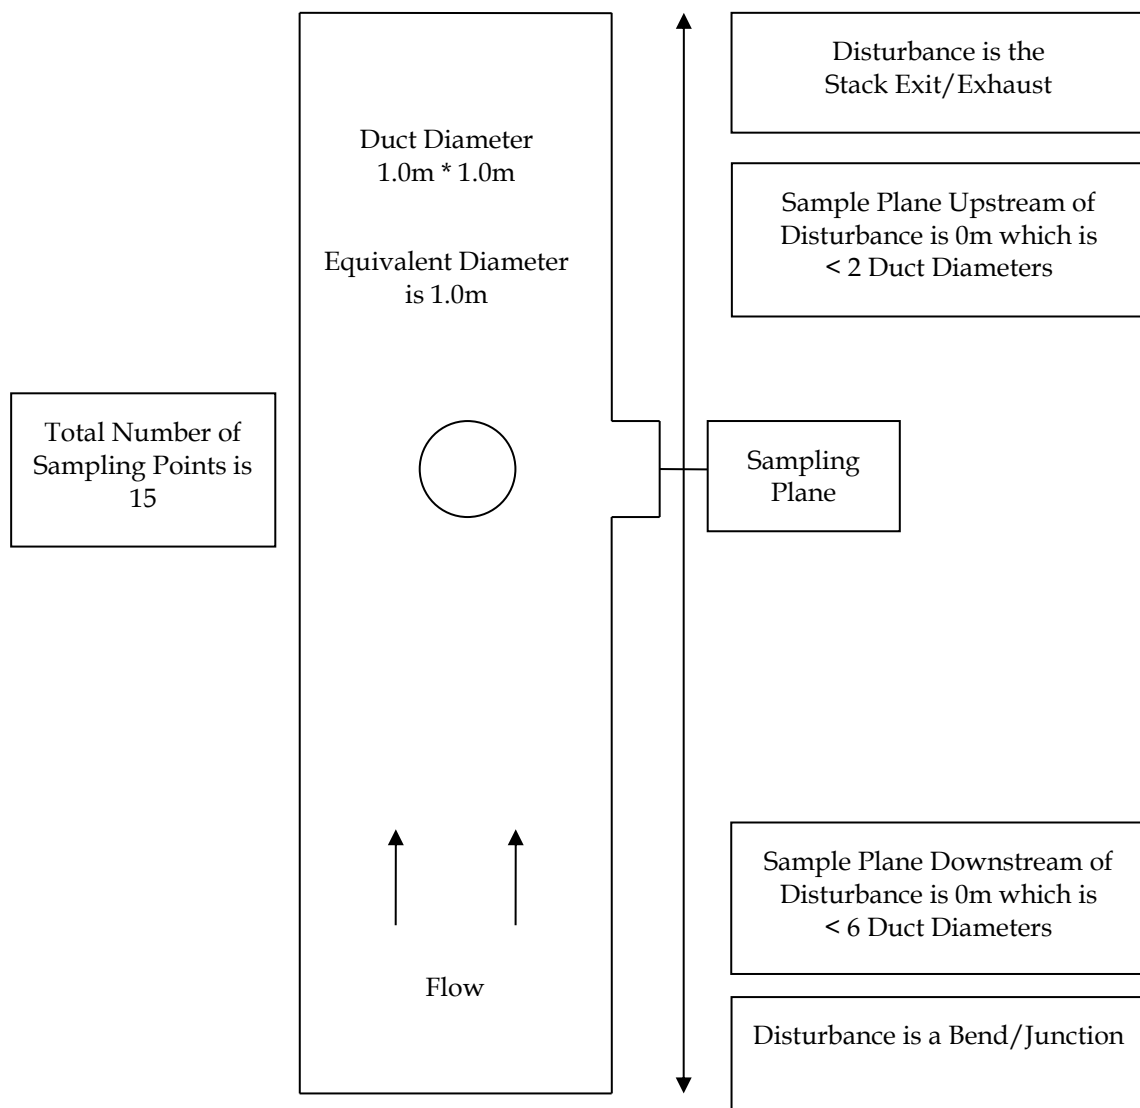 Disturbance is the
Stack Exit/Exhaust
Duct Diameter
1.0m * 1.0m
Sample Plane Upstream of
Disturbance is 0m which is
< 2 Duct Diameters
Equivalent Diameter
is 1.0m
Total Number of
Sampling Points is
15
Sampling
Plane
Sample Plane Downstream of
Disturbance is 0m which is
< 6 Duct Diameters
Flow
Disturbance is a Bend/Junction